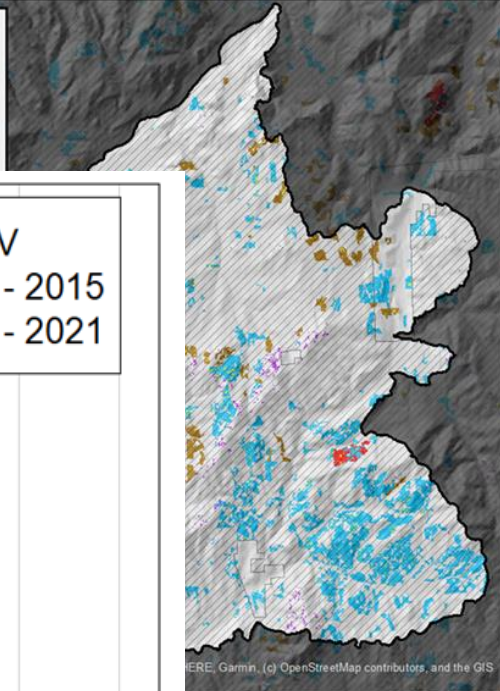 V
- 2015
- 2021
HERE, Garmin, (c) OpenStreetMap contributors, and the GIS